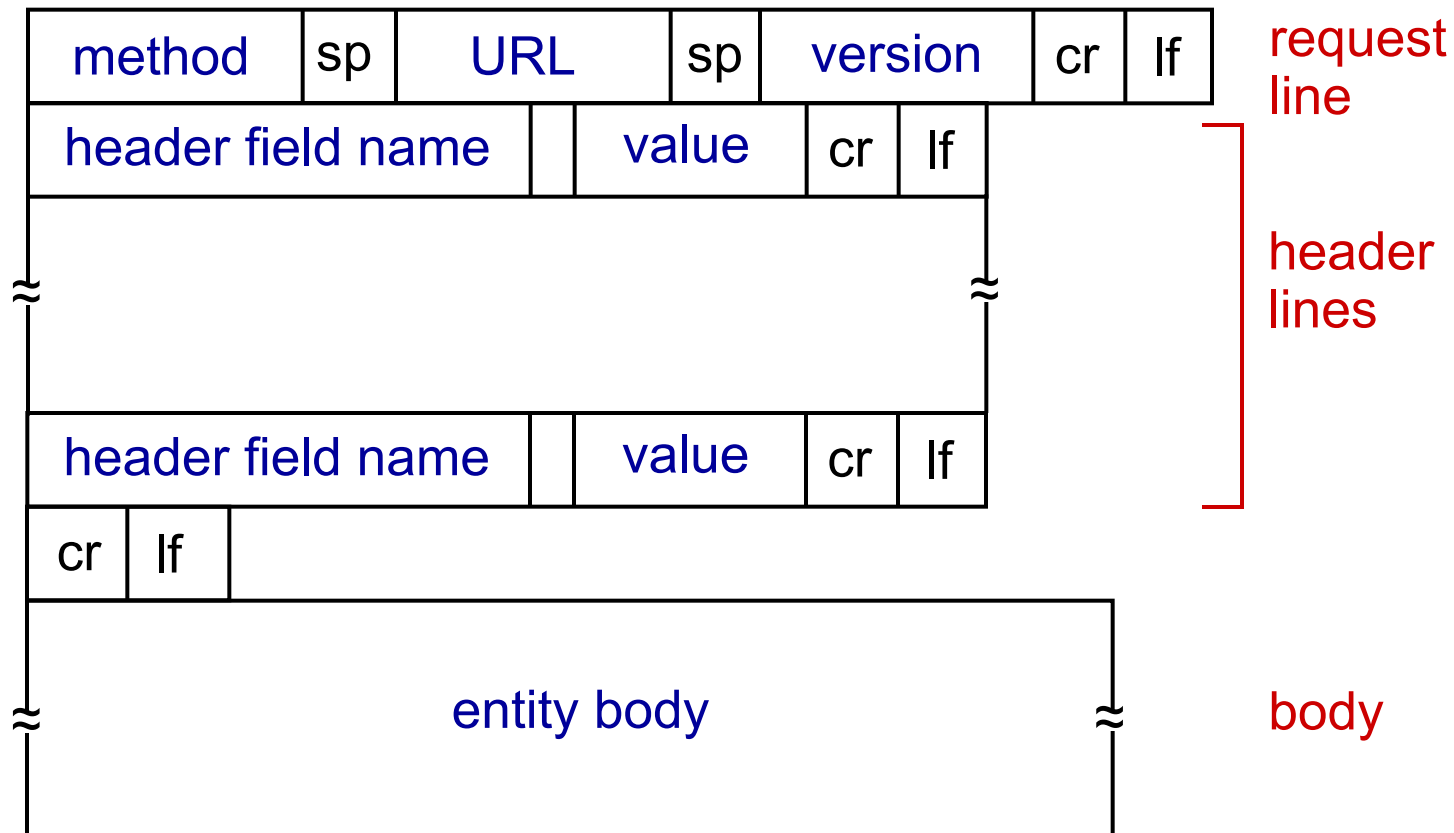 method sp URL sp version cr lf request
line
header field name value cr lf
header
lines
header field name value cr lf
cr lf
entity body body